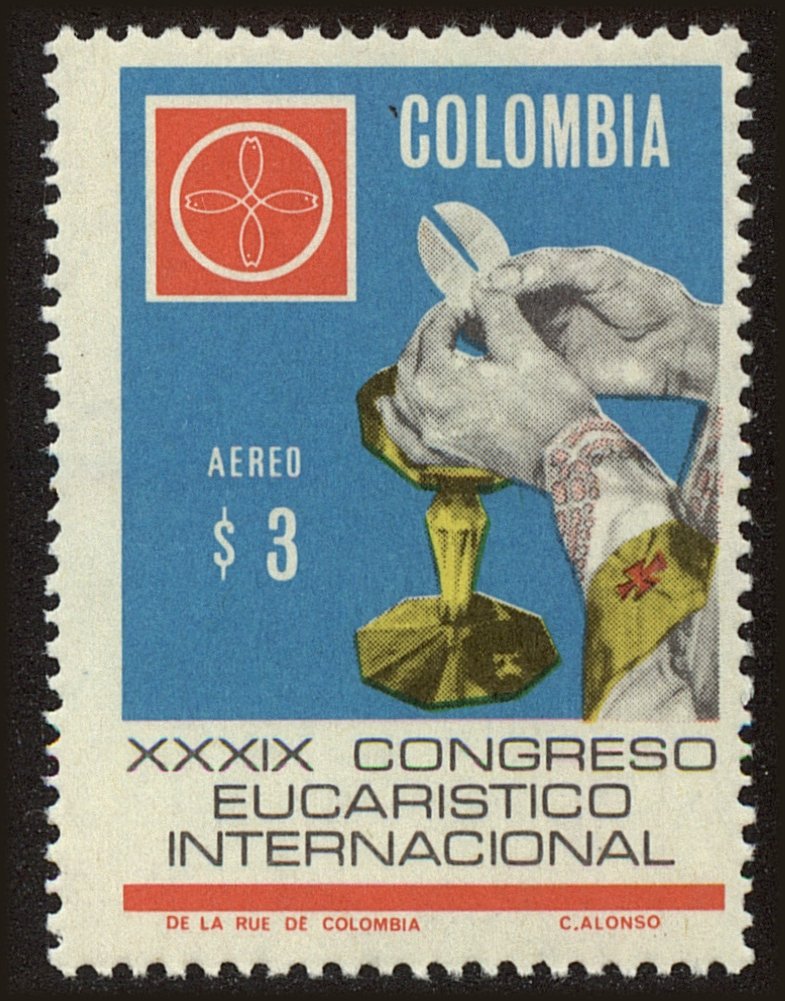 COLOMBIA
AEREO
$ 3
XXXIX CONGRESO
EUCARISTICO
INTERNACIONAL
DE LA RUE DE COLOMBIA C. ALONSO